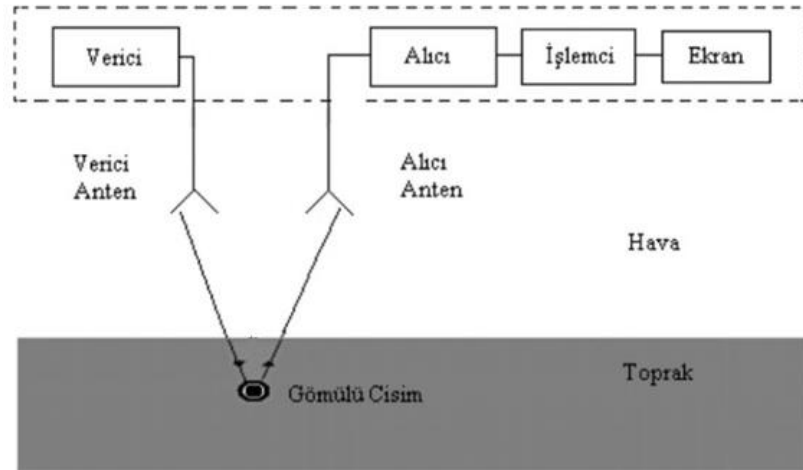 Verici
Alıcı
İşlemci
Ekran
Verici
Anten
Alıcı
Anten
Hava
Toprak
Gömülü Cisim